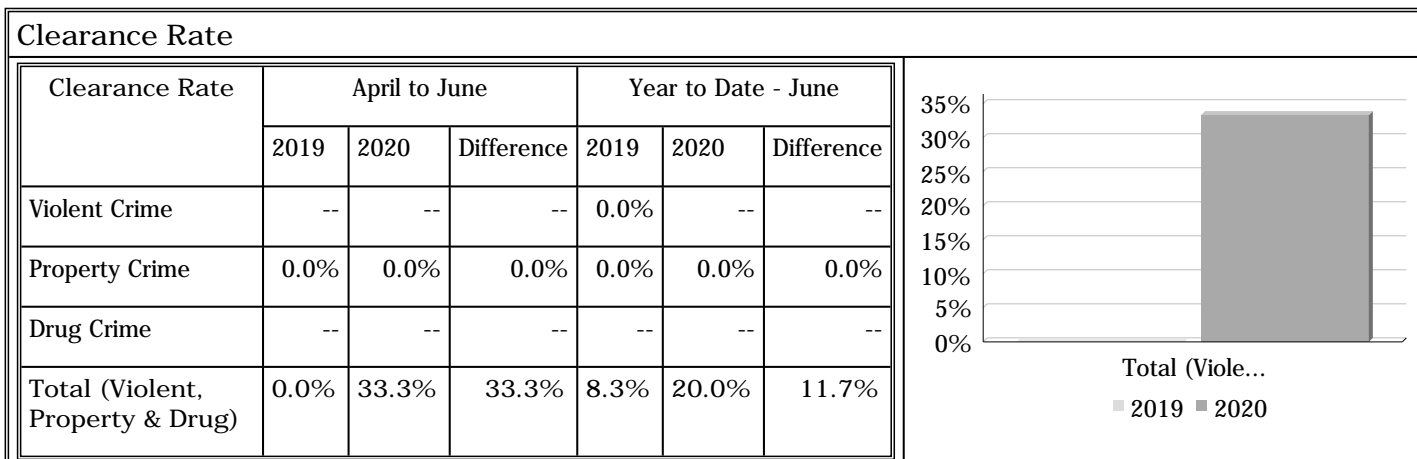 Clearance Rate
Clearance Rate April to June Year to Date - June
2019 2020 Difference 2019 2020 Difference
Violent Crime -- -- -- 0.0% -- --
Property Crime 0.0% 0.0% 0.0% 0.0% 0.0% 0.0%
Drug Crime -- -- -- -- -- --
Total (Violent, 0.0% 33.3% 33.3% 8.3% 20.0% 11.7%
Property & Drug)
35%
30%
25%
20%
15%
10%
5%
0%
Total (Viole...
2019 2020